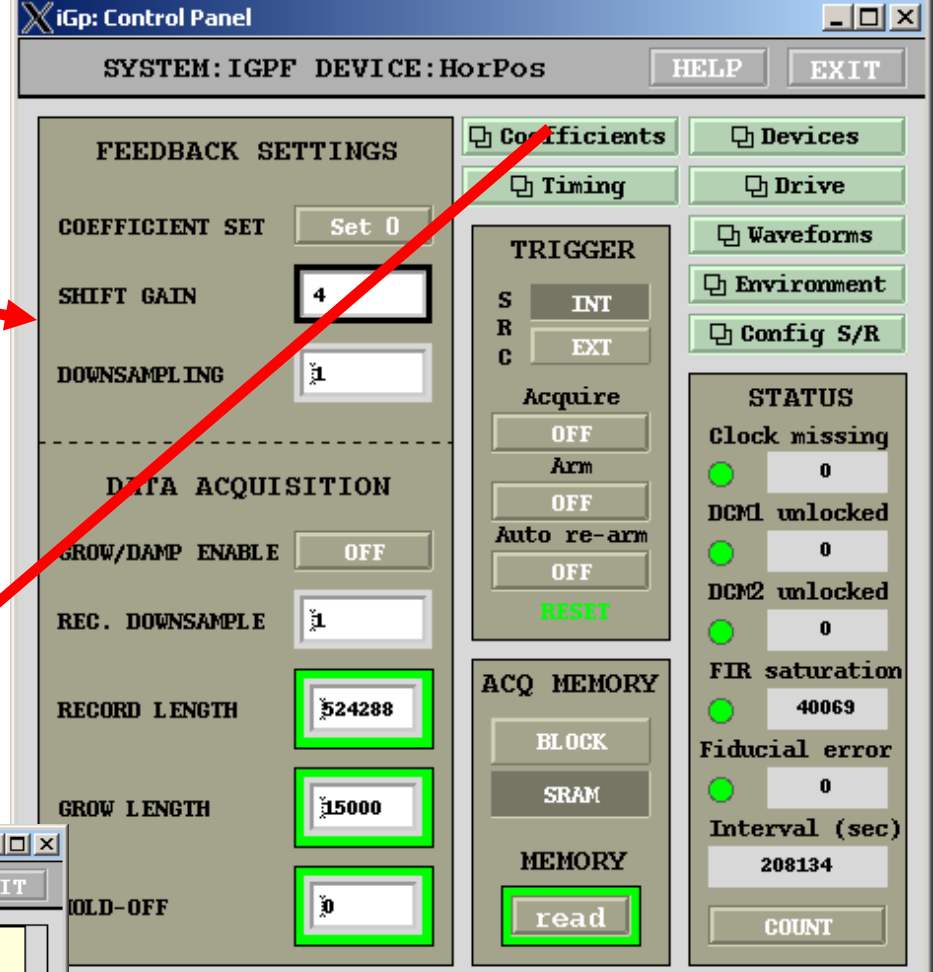 iGp: Control Panel
SYSTEM:IGPF DEVICE:HorPos
HELP
EXIT
FEEDBACK SETTINGS
COEFFICIENT SET
Set 0
SHIFT GAIN
4
DOWNSAMPLING
1
DATA ACQUISITION
GROW/DAMP ENABLE
OFF
REC. DOWNSAMPLE
1
RECORD LENGTH
524288
GROW LENGTH
15000
HOLD-OFF
0
Coefficients
Timing
TRIGGER
SRC
INT
EXT
Acquire
OFF
Arm
OFF
Auto re-arm
OFF
RESET
ACQ MEMORY
BLOCK
SRAM
MEMORY
read
Devices
Drive
Waveforms
Environment
Config S/R
STATUS
Clock missing
0
DCM1 unlocked
0
DCM2 unlocked
0
FIR saturation
40069
Fiducial error
0
Interval (sec)
208134
COUNT